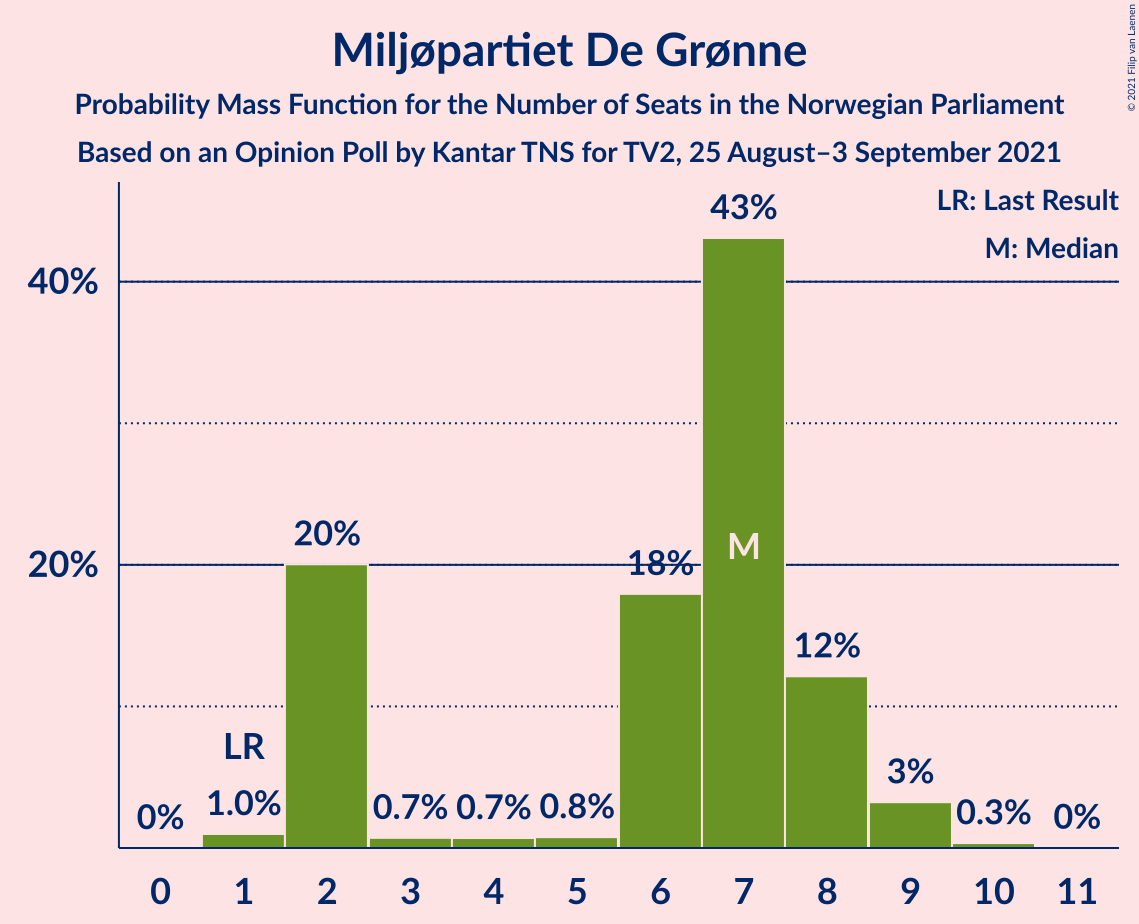 Miljøpartiet De Grønne
Probability Mass Function for the Number of Seats in the Norwegian Parliament
Based on an Opinion Poll by Kantar TNS for TV2, 25 August–3 September 2021
© 2021 Filip van Laenen
LR: Last Result
M: Median
43%
40%
20%
20%
18%
M
12%
LR
0%
1.0%
0.7%
0.7%
0.8%
3%
0.3%
0%
0 1 2 3 4 5 6 7 8 9 10 11